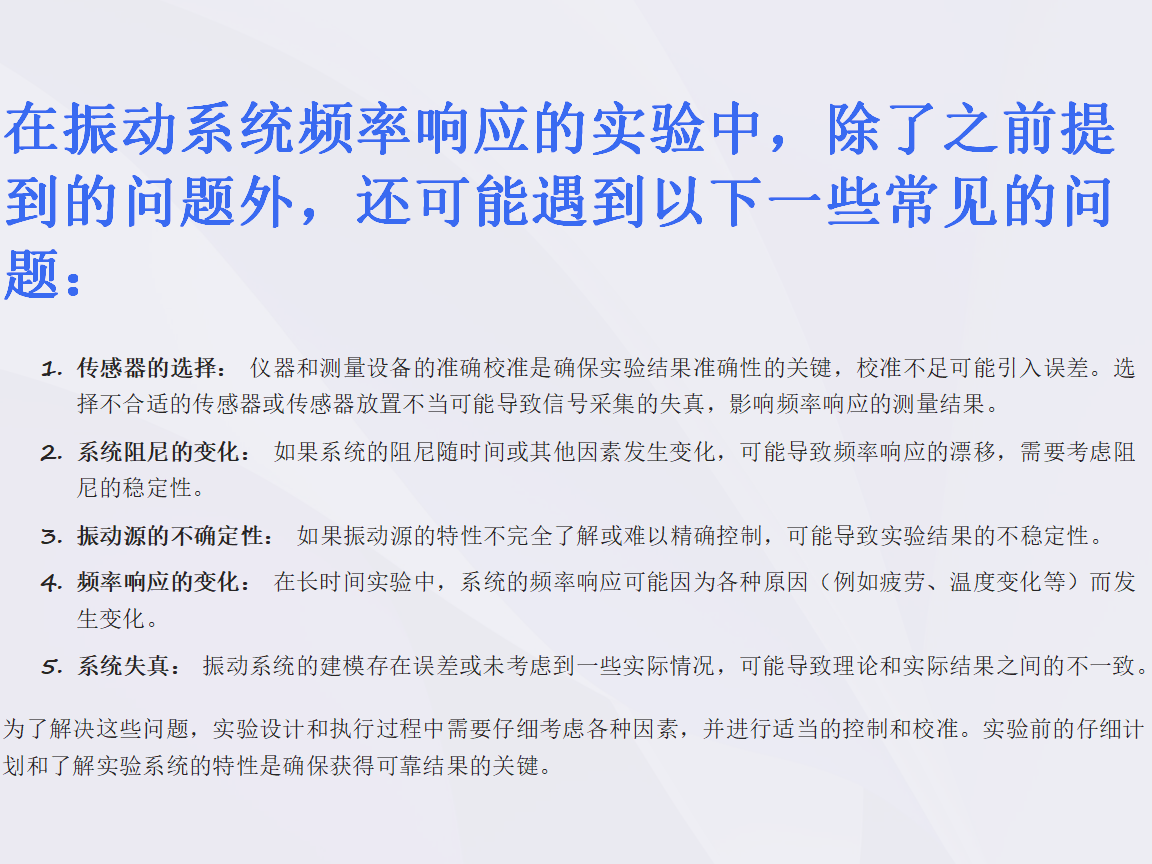 在振动系统频率响应的实验中，除了之前提
到的问题外，还可能遇到以下一些常见的问
题：
1. 传感器的选择： 仪器和测量设备的准确校准是确保实验结果准确性的关键，校准不足可能引入误差。选
择不合适的传感器或传感器放置不当可能导致信号采集的失真，影响频率响应的测量结果。
2. 系统阻尼的变化： 如果系统的阻尼随时间或其他因素发生变化，可能导致频率响应的漂移，需要考虑阻
尼的稳定性。
3. 振动源的不确定性： 如果振动源的特性不完全了解或难以精确控制，可能导致实验结果的不稳定性。
4. 频率响应的变化： 在长时间实验中，系统的频率响应可能因为各种原因（例如疲劳、温度变化等）而发
生变化。
5. 系统失真： 振动系统的建模存在误差或未考虑到一些实际情况，可能导致理论和实际结果之间的不一致。
为了解决这些问题，实验设计和执行过程中需要仔细考虑各种因素，并进行适当的控制和校准。实验前的仔细计
划和了解实验系统的特性是确保获得可靠结果的关键。